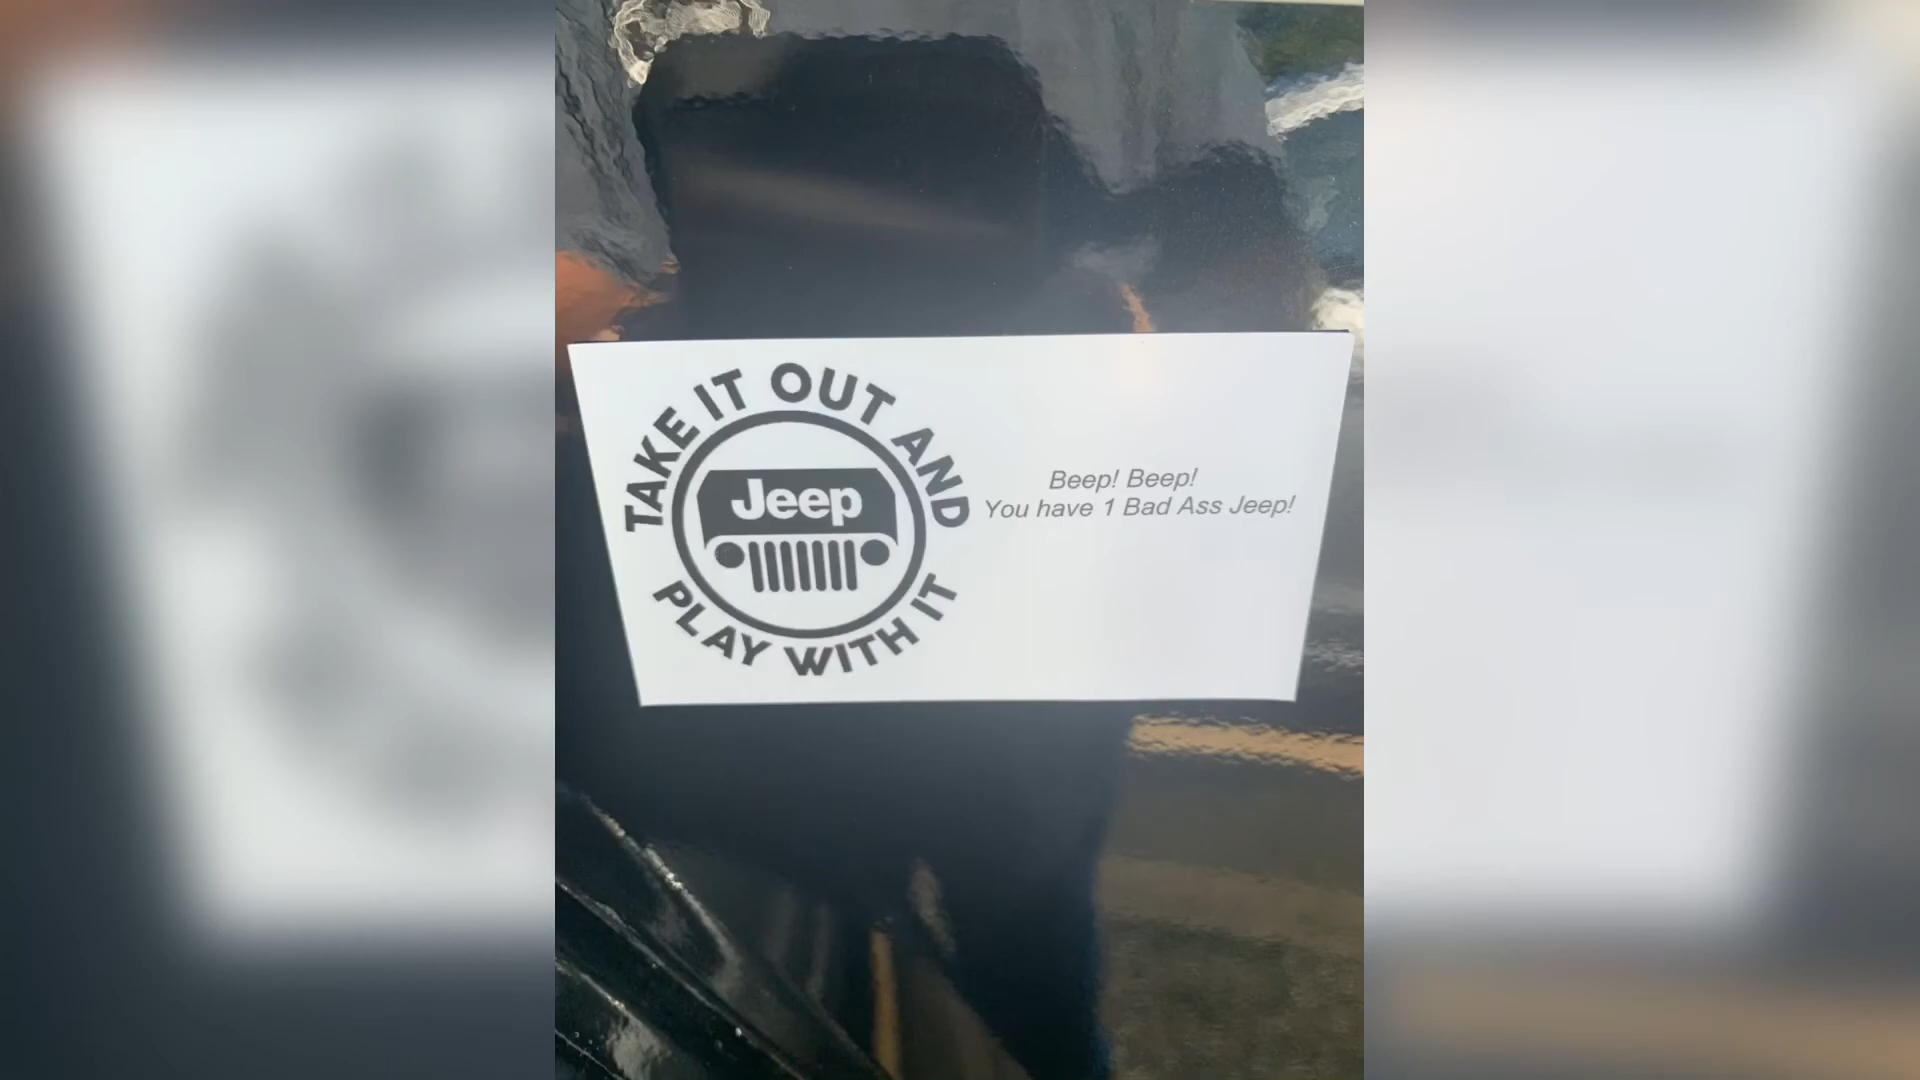 TAKE IT OUT AND
Jeep
PLAY WITH IT
Beep! Beep!
You have 1 Bad Ass Jeep!